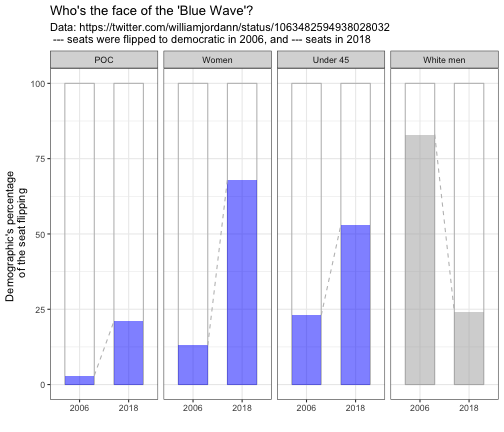 Who's the face of the 'Blue Wave'?
Data: https://twitter.com/williamjordann/status/1063482594938028032
--- seats were flipped to democratic in 2006, and --- seats in 2018
POC Women Under 45 White men
Demographic's percentage
of the seat flipping
100
75
50
25
0
2006 2018 2006 2018 2006 2018 2006 2018